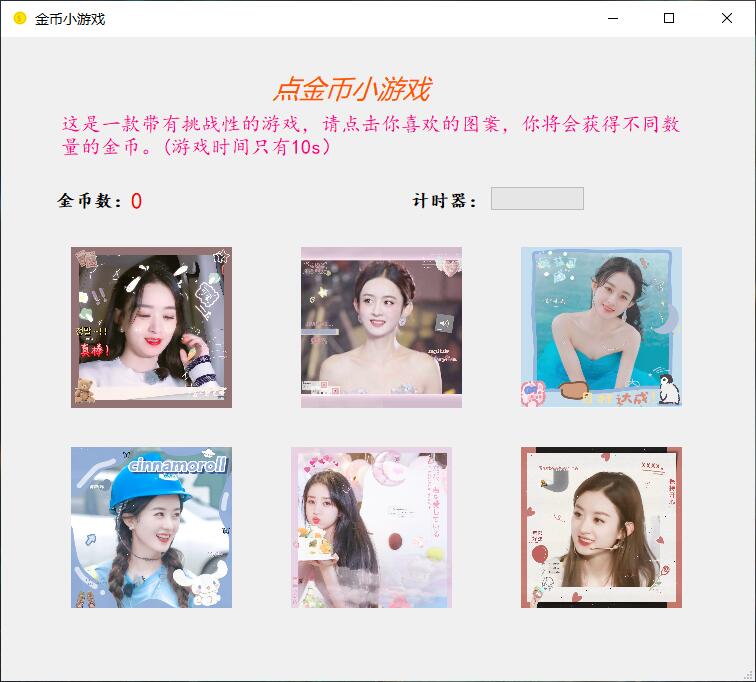 金币小游戏
点金币小游戏
这是一款带有挑战性的游戏，请点击你喜欢的图案，你将会获得不同数
量的金币。(游戏时间只有10s）
金币数：0
计时器：
真棒！
达成！
cinnamoroll